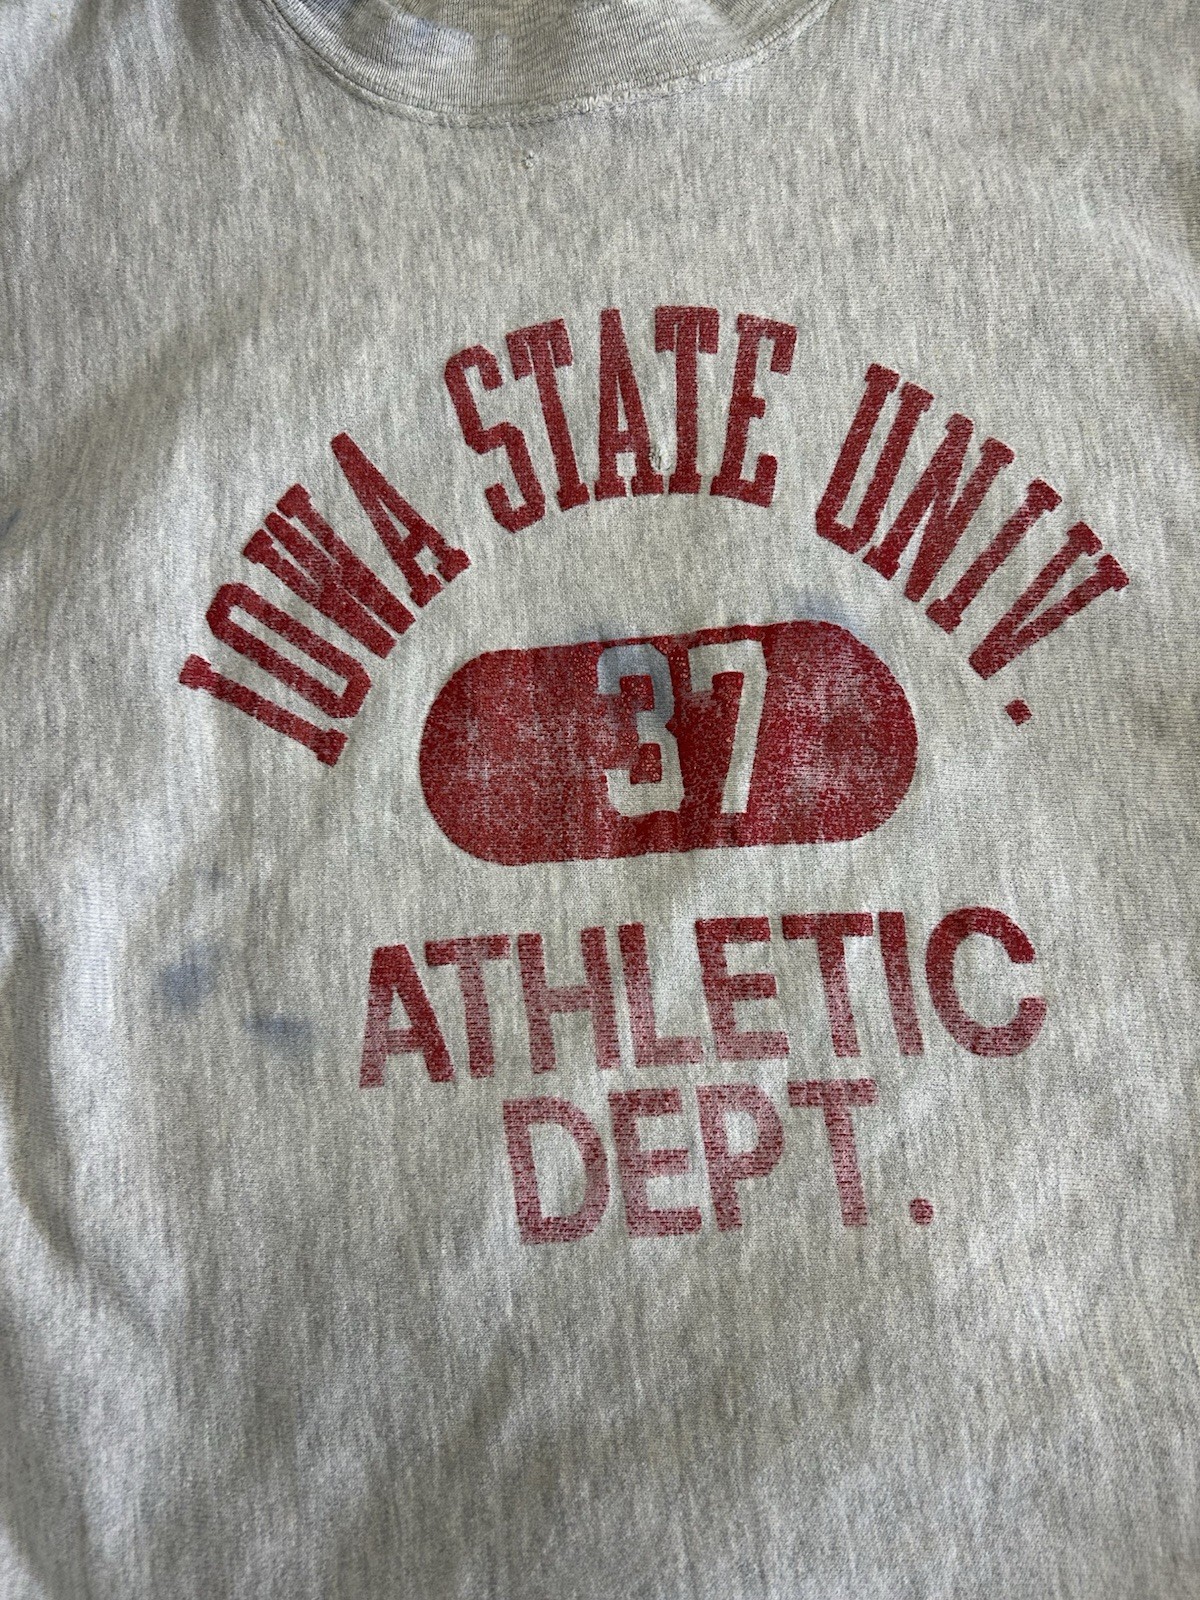 IOWA STATE UNIV.
37
ATHLETIC
DEPT.